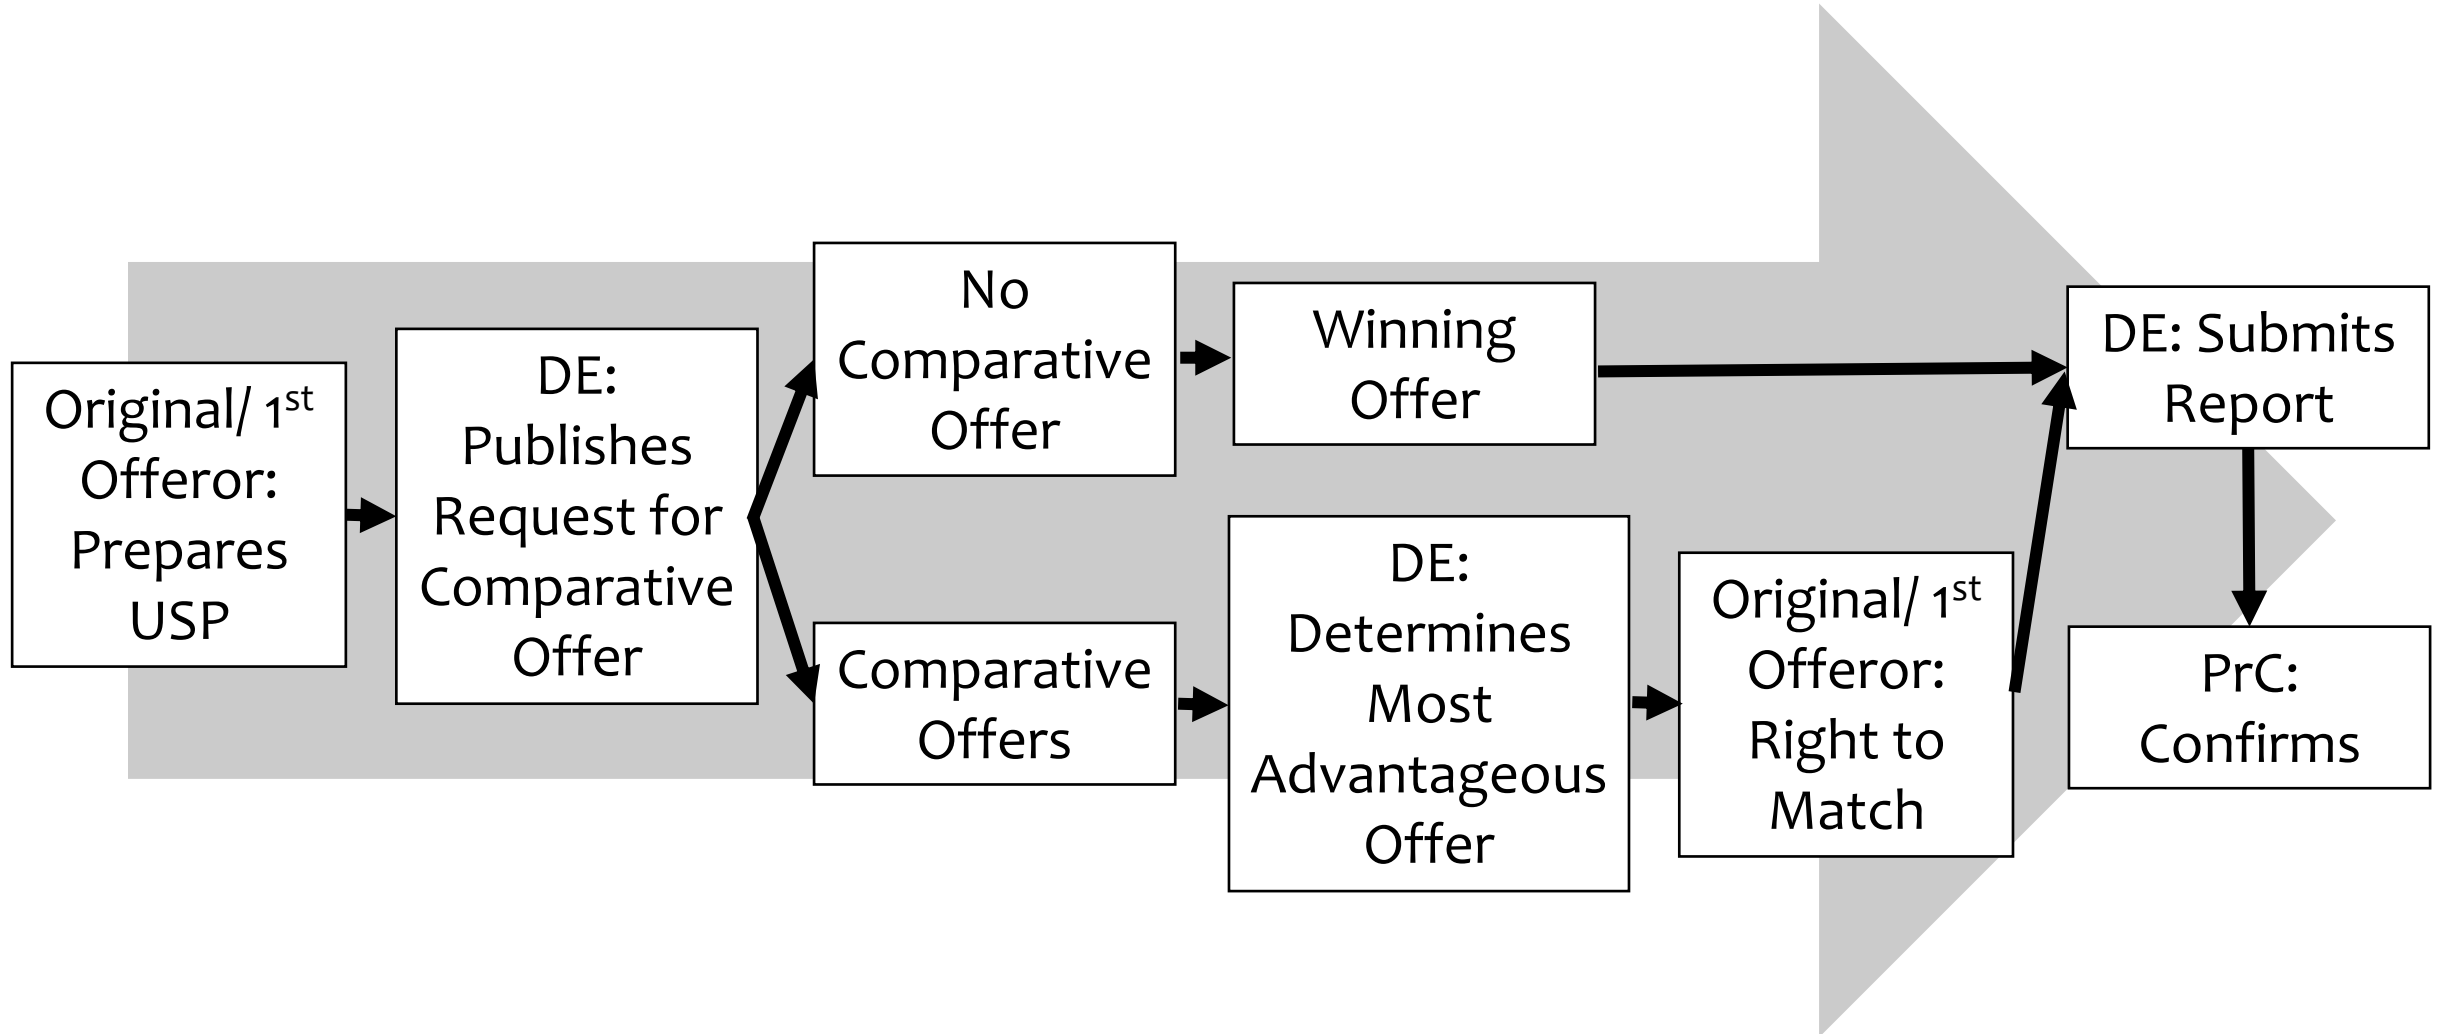 Original/ 1st
Offeror:
Prepares
USP
DE:
Publishes
Request for
Comparative
Offer
No
Comparative
Offer
Winning
Offer
Comparative
Offers
DE:
Determines
Most
Advantageous
Offer
Original/ 1st
Offeror:
Right to
Match
DE: Submits
Report
PrC:
Confirms